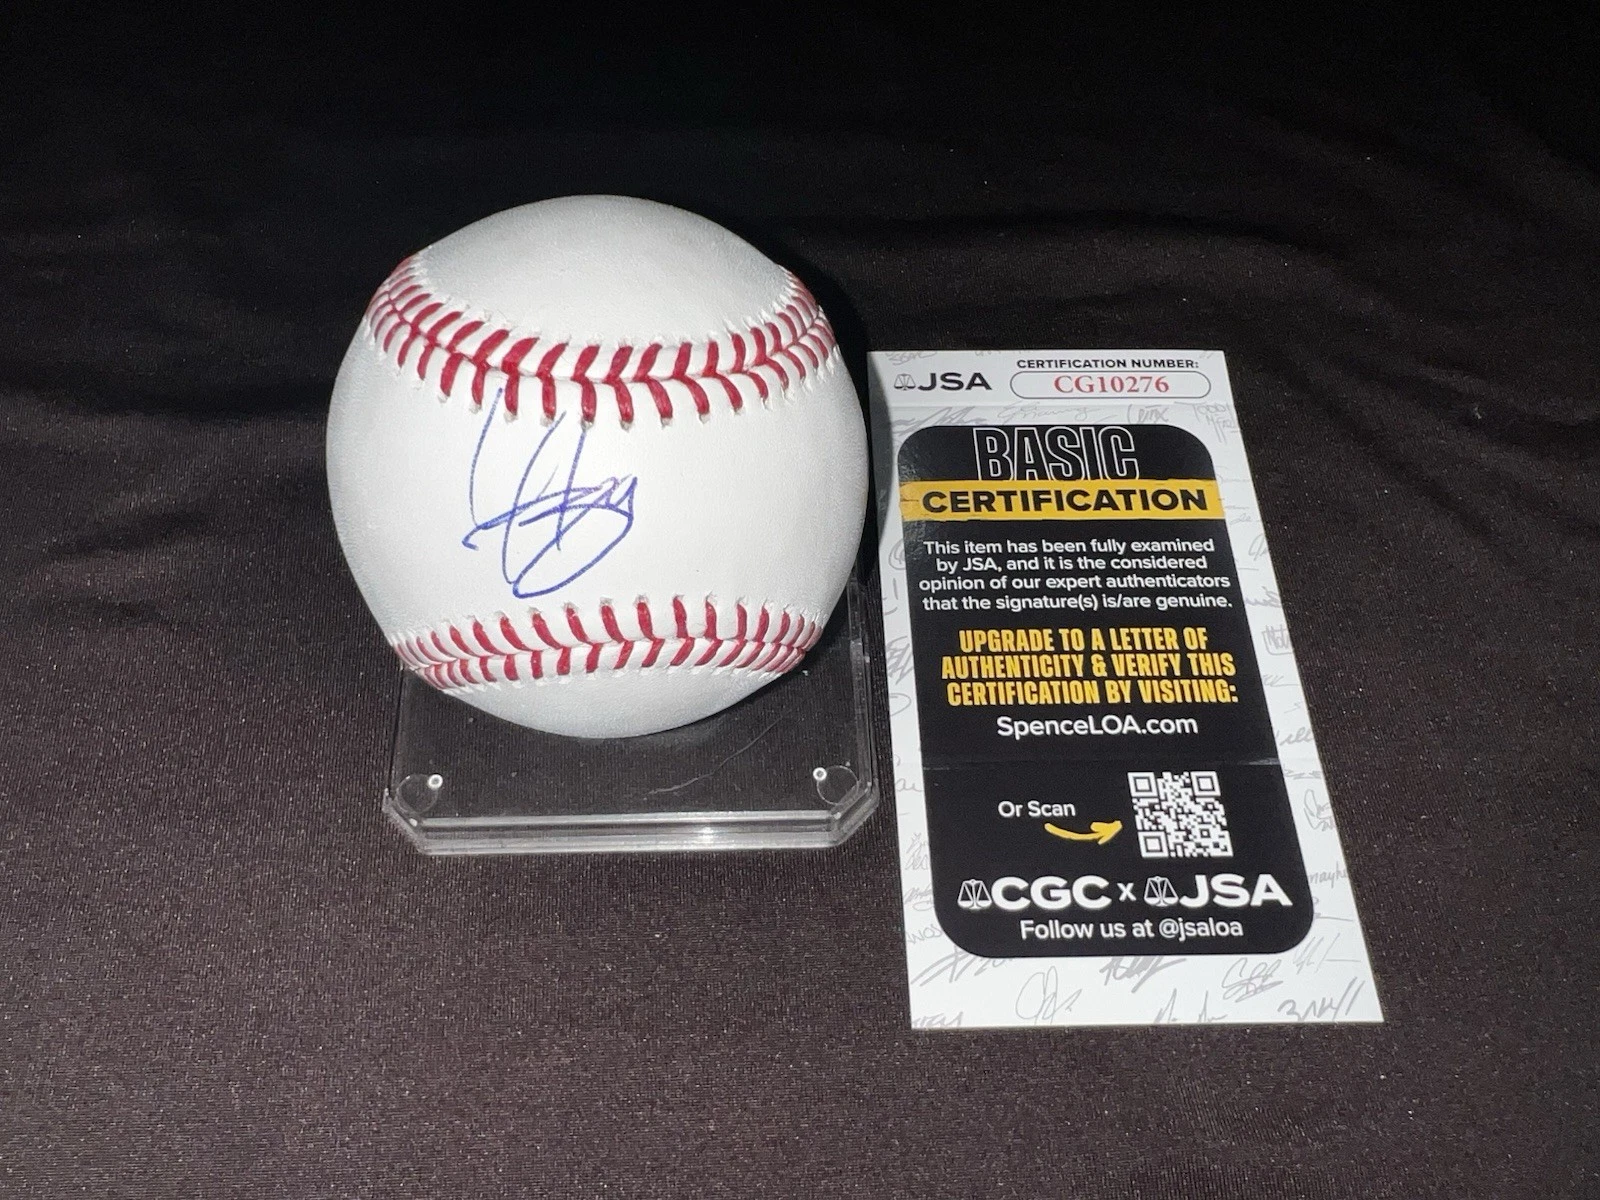 JSA
CERTIFICATION NUMBER:
CG10276
BASIC
CERTIFICATION
This item has been fully examined
by JSA, and it is the considered
opinion of our expert authenticators
that the signature(s) is/are genuine.
UPGRADE TO A LETTER OF
AUTHENTICITY & VERIFY THIS
CERTIFICATION BY VISITING:
SpenceLOA.com
Or Scan
CGC x JSA
Follow us at @jsaloa